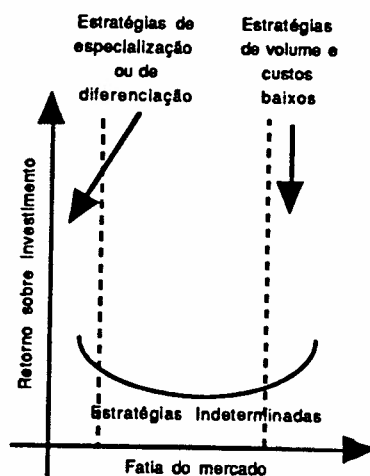 Estratégias de
especialização
ou de
diferenciação
Estratégias
de volume e
custos
baixos
Retorno sobre Investimento
Estratégias Indeterminadas
Fatia do mercado